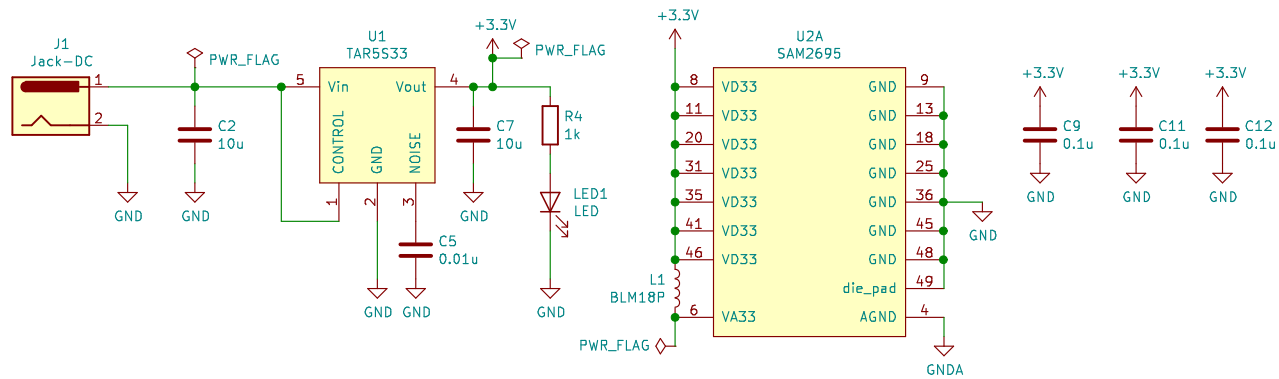 J1
Jack-DC
1
2
GND
PWR_FLAG
C2
10u
GND
U1
TAR5S33
5
Vin
Vout
4
CONTROL
GND
NOISE
1
2
3
C5
0.01u
GND
GND
+3.3V
PWR_FLAG
C7
10u
GND
R4
1k
LED1
LED
GND
+3.3V
U2A
SAM2695
8 VD33 GND 9
11 VD33 GND 13
20 VD33 GND 18
31 VD33 GND 25
35 VD33 GND 36
41 VD33 GND 45
46 VD33 GND 48
die_pad 49
6 VA33 AGND 4
L1
BLM18P
PWR_FLAG
GND
GNDA
+3.3V
C9
0.1u
GND
+3.3V
C11
0.1u
GND
+3.3V
C12
0.1u
GND